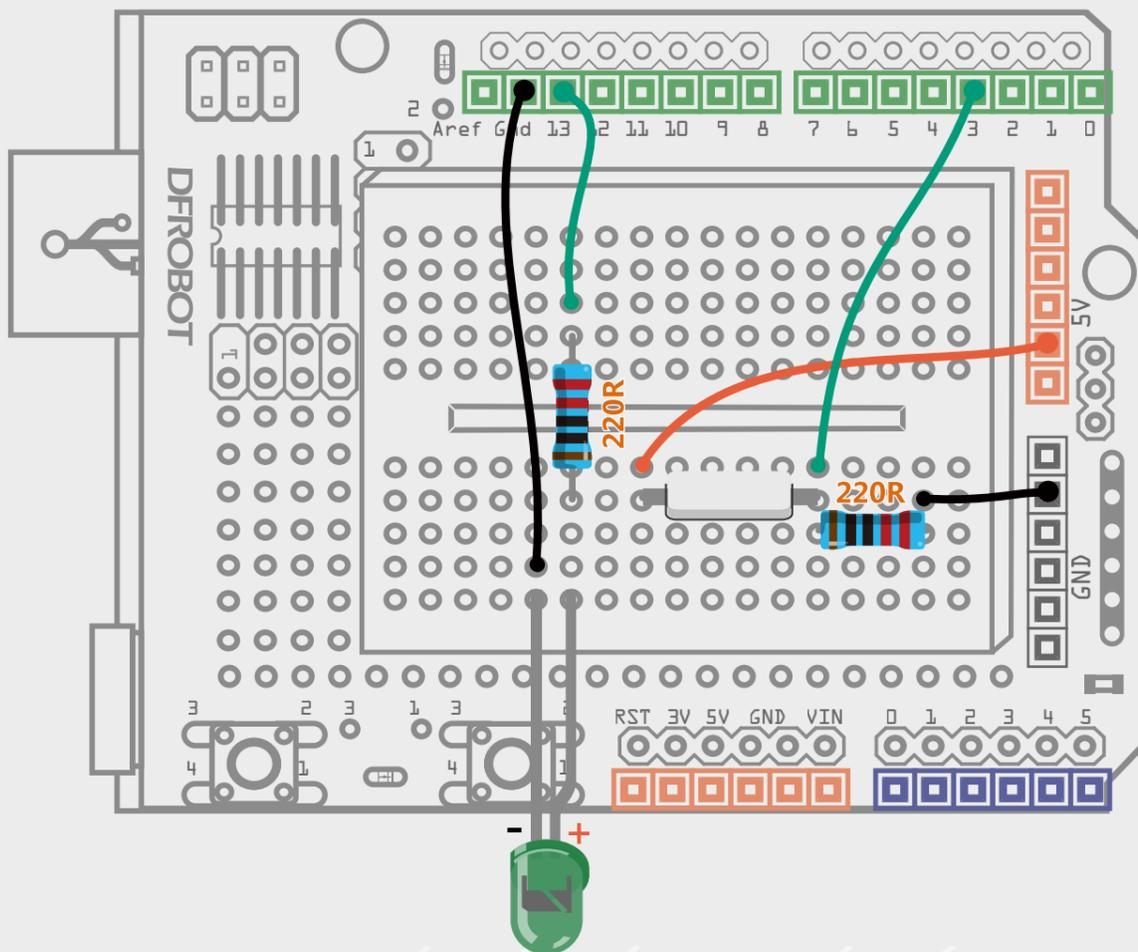 2
Aref Gnd 13 12 11 10 9 8 7 6 5 4 3 2 1 0
1
DFROBOT
5V
1
220R
220R
GND
3 2 3 1 3 2
RST 3V 5V GND VIN 0 1 2 3 4 5
4 1 4 1
- +